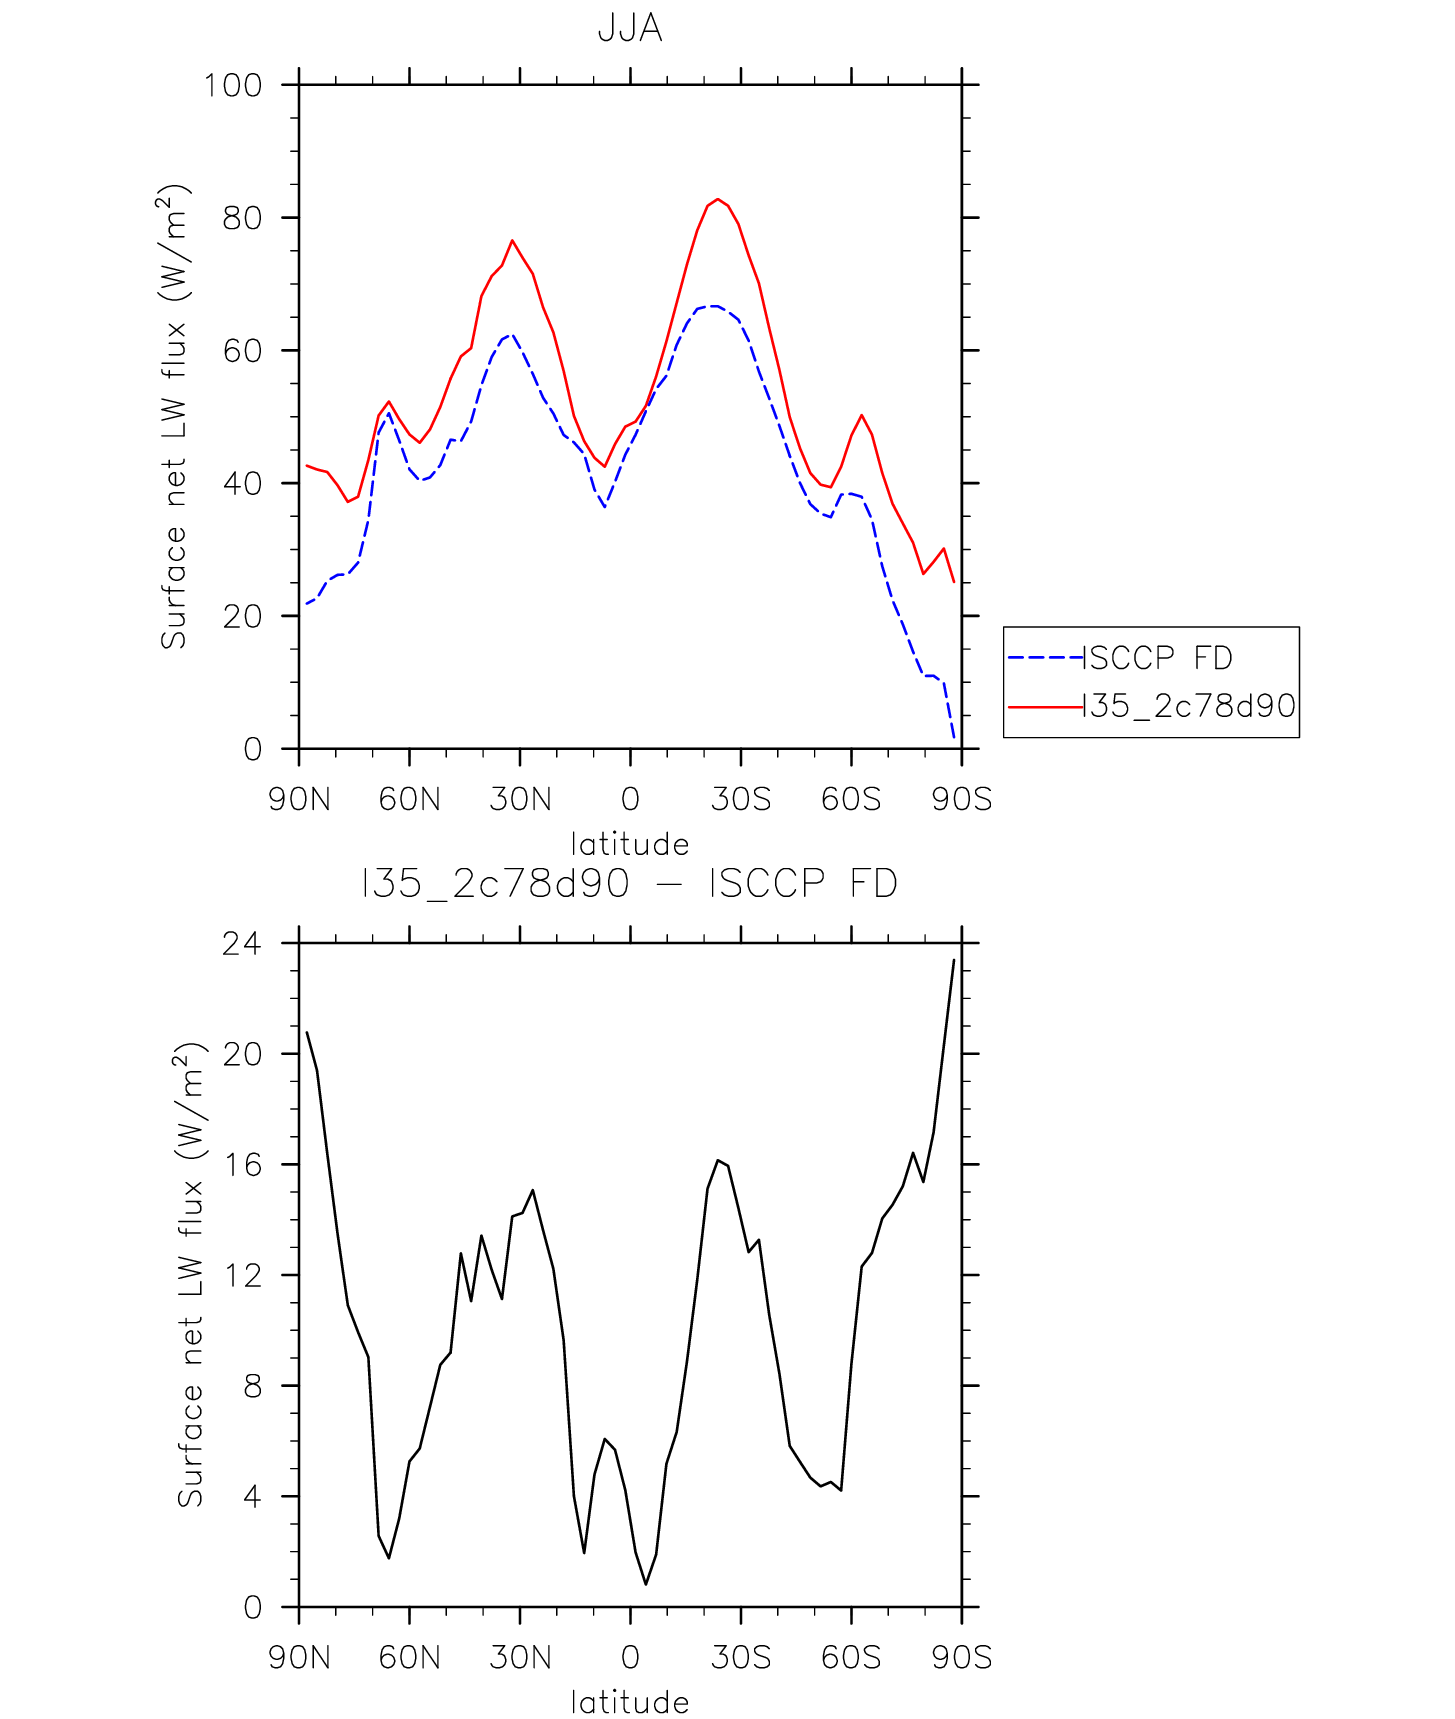 JJA
100
80
60
40
20
0
Surface net LW flux (W/m²)
90N 60N 30N 0 30S 60S 90S
latitude
ISCCP FD
I35_2c78d90
I35_2c78d90 − ISCCP FD
24
20
16
12
8
4
0
Surface net LW flux (W/m²)
90N 60N 30N 0 30S 60S 90S
latitude